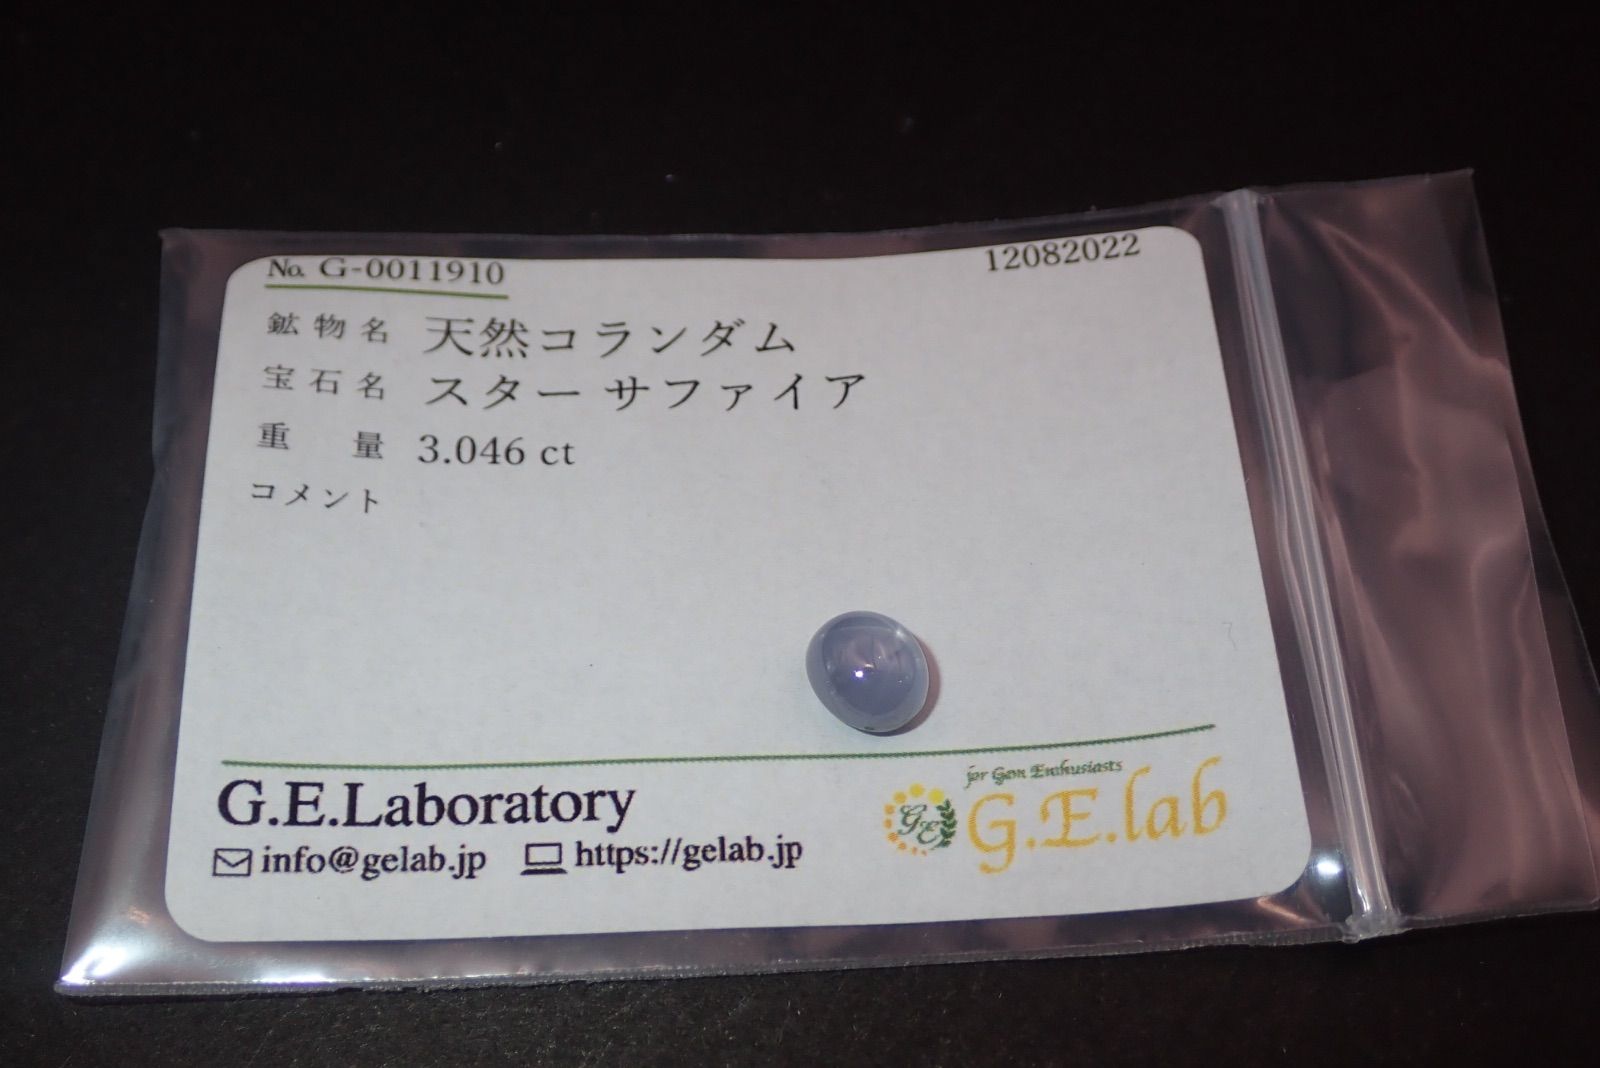 No. G-0011910
12082022
鉱物名 天然コランダム
宝石名 スターサファイア
重量 3.046 ct
コメント
G.E.Laboratory
info@gelab.jp https://gelab.jp
for Gem Enthusiasts
GE
G.E.lab